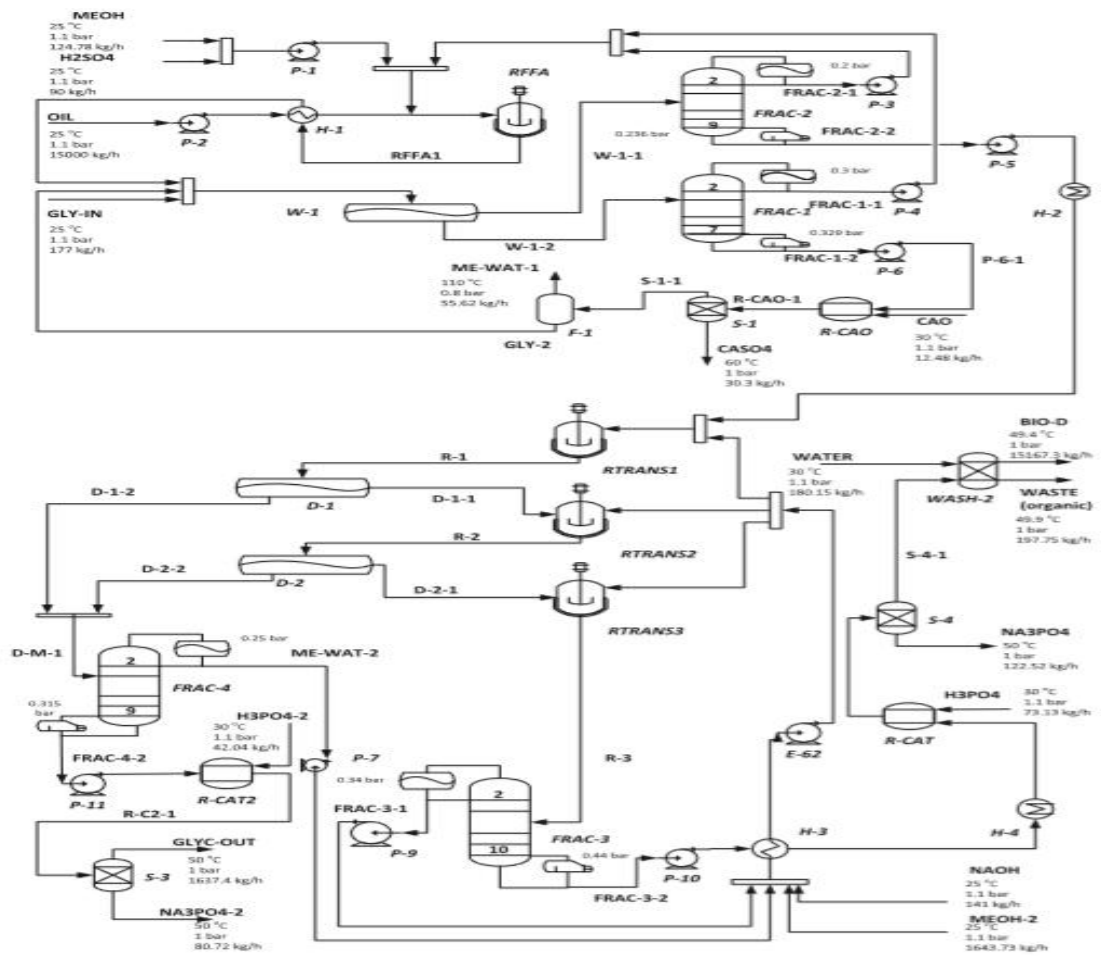 MEOH
25 °C
1.1 bar
124.78 kg/h
H2SO4
25 °C
1.1 bar
90 kg/h
P-1
RFFA
2
0.2 bar
FRAC-2-1
P-3
FRAC-2
OIL
25 °C
1.1 bar
15000 kg/h
P-2
H-1
RFFA1
9
0.236 bar
FRAC-2-2
P-5
W-1-1
2
0.3 bar
FRAC-1-1
P-4
FRAC-1
H-2
GLY-IN
25 °C
1.1 bar
177 kg/h
W-1
W-1-2
7
0.329 bar
FRAC-1-2
P-6
P-6-1
ME-WAT-1
110 °C
0.8 bar
55.62 kg/h
S-1-1
R-CAO-1
F-1
S-1
R-CAO
GLY-2
CAO
30 °C
1.1 bar
12.48 kg/h
CASO4
60 °C
1 bar
30.3 kg/h
BIO-D
49.4 °C
1 bar
15167.3 kg/h
R-1
RTRANS1
WATER
30 °C
1.1 bar
180.15 kg/h
WASH-2
WASTE
(organic)
49.9 °C
1 bar
197.75 kg/h
D-1-2
D-1
D-1-1
R-2
RTRANS2
S-4-1
D-2-2
D-2
D-2-1
RTRANS3
S-4
NA3PO4
50 °C
1 bar
122.52 kg/h
D-M-1
2
0.25 bar
ME-WAT-2
FRAC-4
9
0.315
bar
H3PO4-2
30 °C
1.1 bar
42.04 kg/h
H3PO4
30 °C
1.1 bar
73.13 kg/h
R-CAT
E-62
FRAC-4-2
P-11
R-CAT2
P-7
R-3
0.34 bar
2
R-C2-1
FRAC-3-1
P-9
FRAC-3
H-3
H-4
10
0.44 bar
P-10
FRAC-3-2
GLYC-OUT
50 °C
1 bar
1637.4 kg/h
S-3
NA3PO4-2
50 °C
1 bar
80.72 kg/h
NAOH
25 °C
1.1 bar
141 kg/h
MEOH-2
25 °C
1.1 bar
1643.73 kg/h